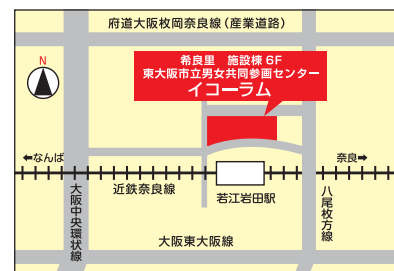 府道大阪枚岡奈良線(産業道路)
N
希良里 施設棟 6F
東大阪市立男女共同参画センター
イコーラム
←なんば
奈良→
近鉄奈良線
若江岩田駅
大阪中央環状線
八尾枚方線
大阪東大阪線